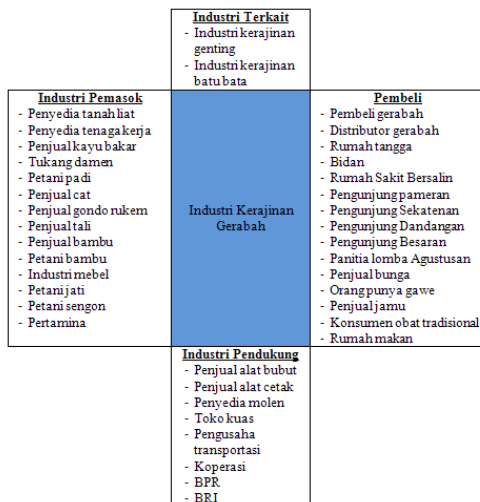 Industri Terkait
- Industri kerajinan
genting
- Industri kerajinan
batu bata
Industri Pemasok
- Penyedia tanah liat
- Penyedia tenaga kerja
- Penjual kayu bakar
- Tukang damen
- Petani padi
- Penjual cat
- Penjual gondo rukem
- Penjual tali
- Penjual bambu
- Petani bambu
- Industri mebel
- Petani jati
- Petani sengon
- Pertamina
Industri Kerajinan
Gerabah
Pembeli
- Pembeli gerabah
- Distributor gerabah
- Rumah tangga
- Bidan
- Rumah Sakit Bersalin
- Pengunjung pameran
- Pengunjung Sekatenan
- Pengunjung Dandangan
- Pengunjung Besaran
- Panitia lomba Agustusan
- Penjual bunga
- Orang punya gawe
- Penjual jamu
- Konsumen obat tradisional
- Rumah makan
Industri Pendukung
- Penjual alat bubut
- Penjual alat cetak
- Penyedia molen
- Toko kuas
- Pengusaha
transportasi
- Koperasi
- BPR
- BRI